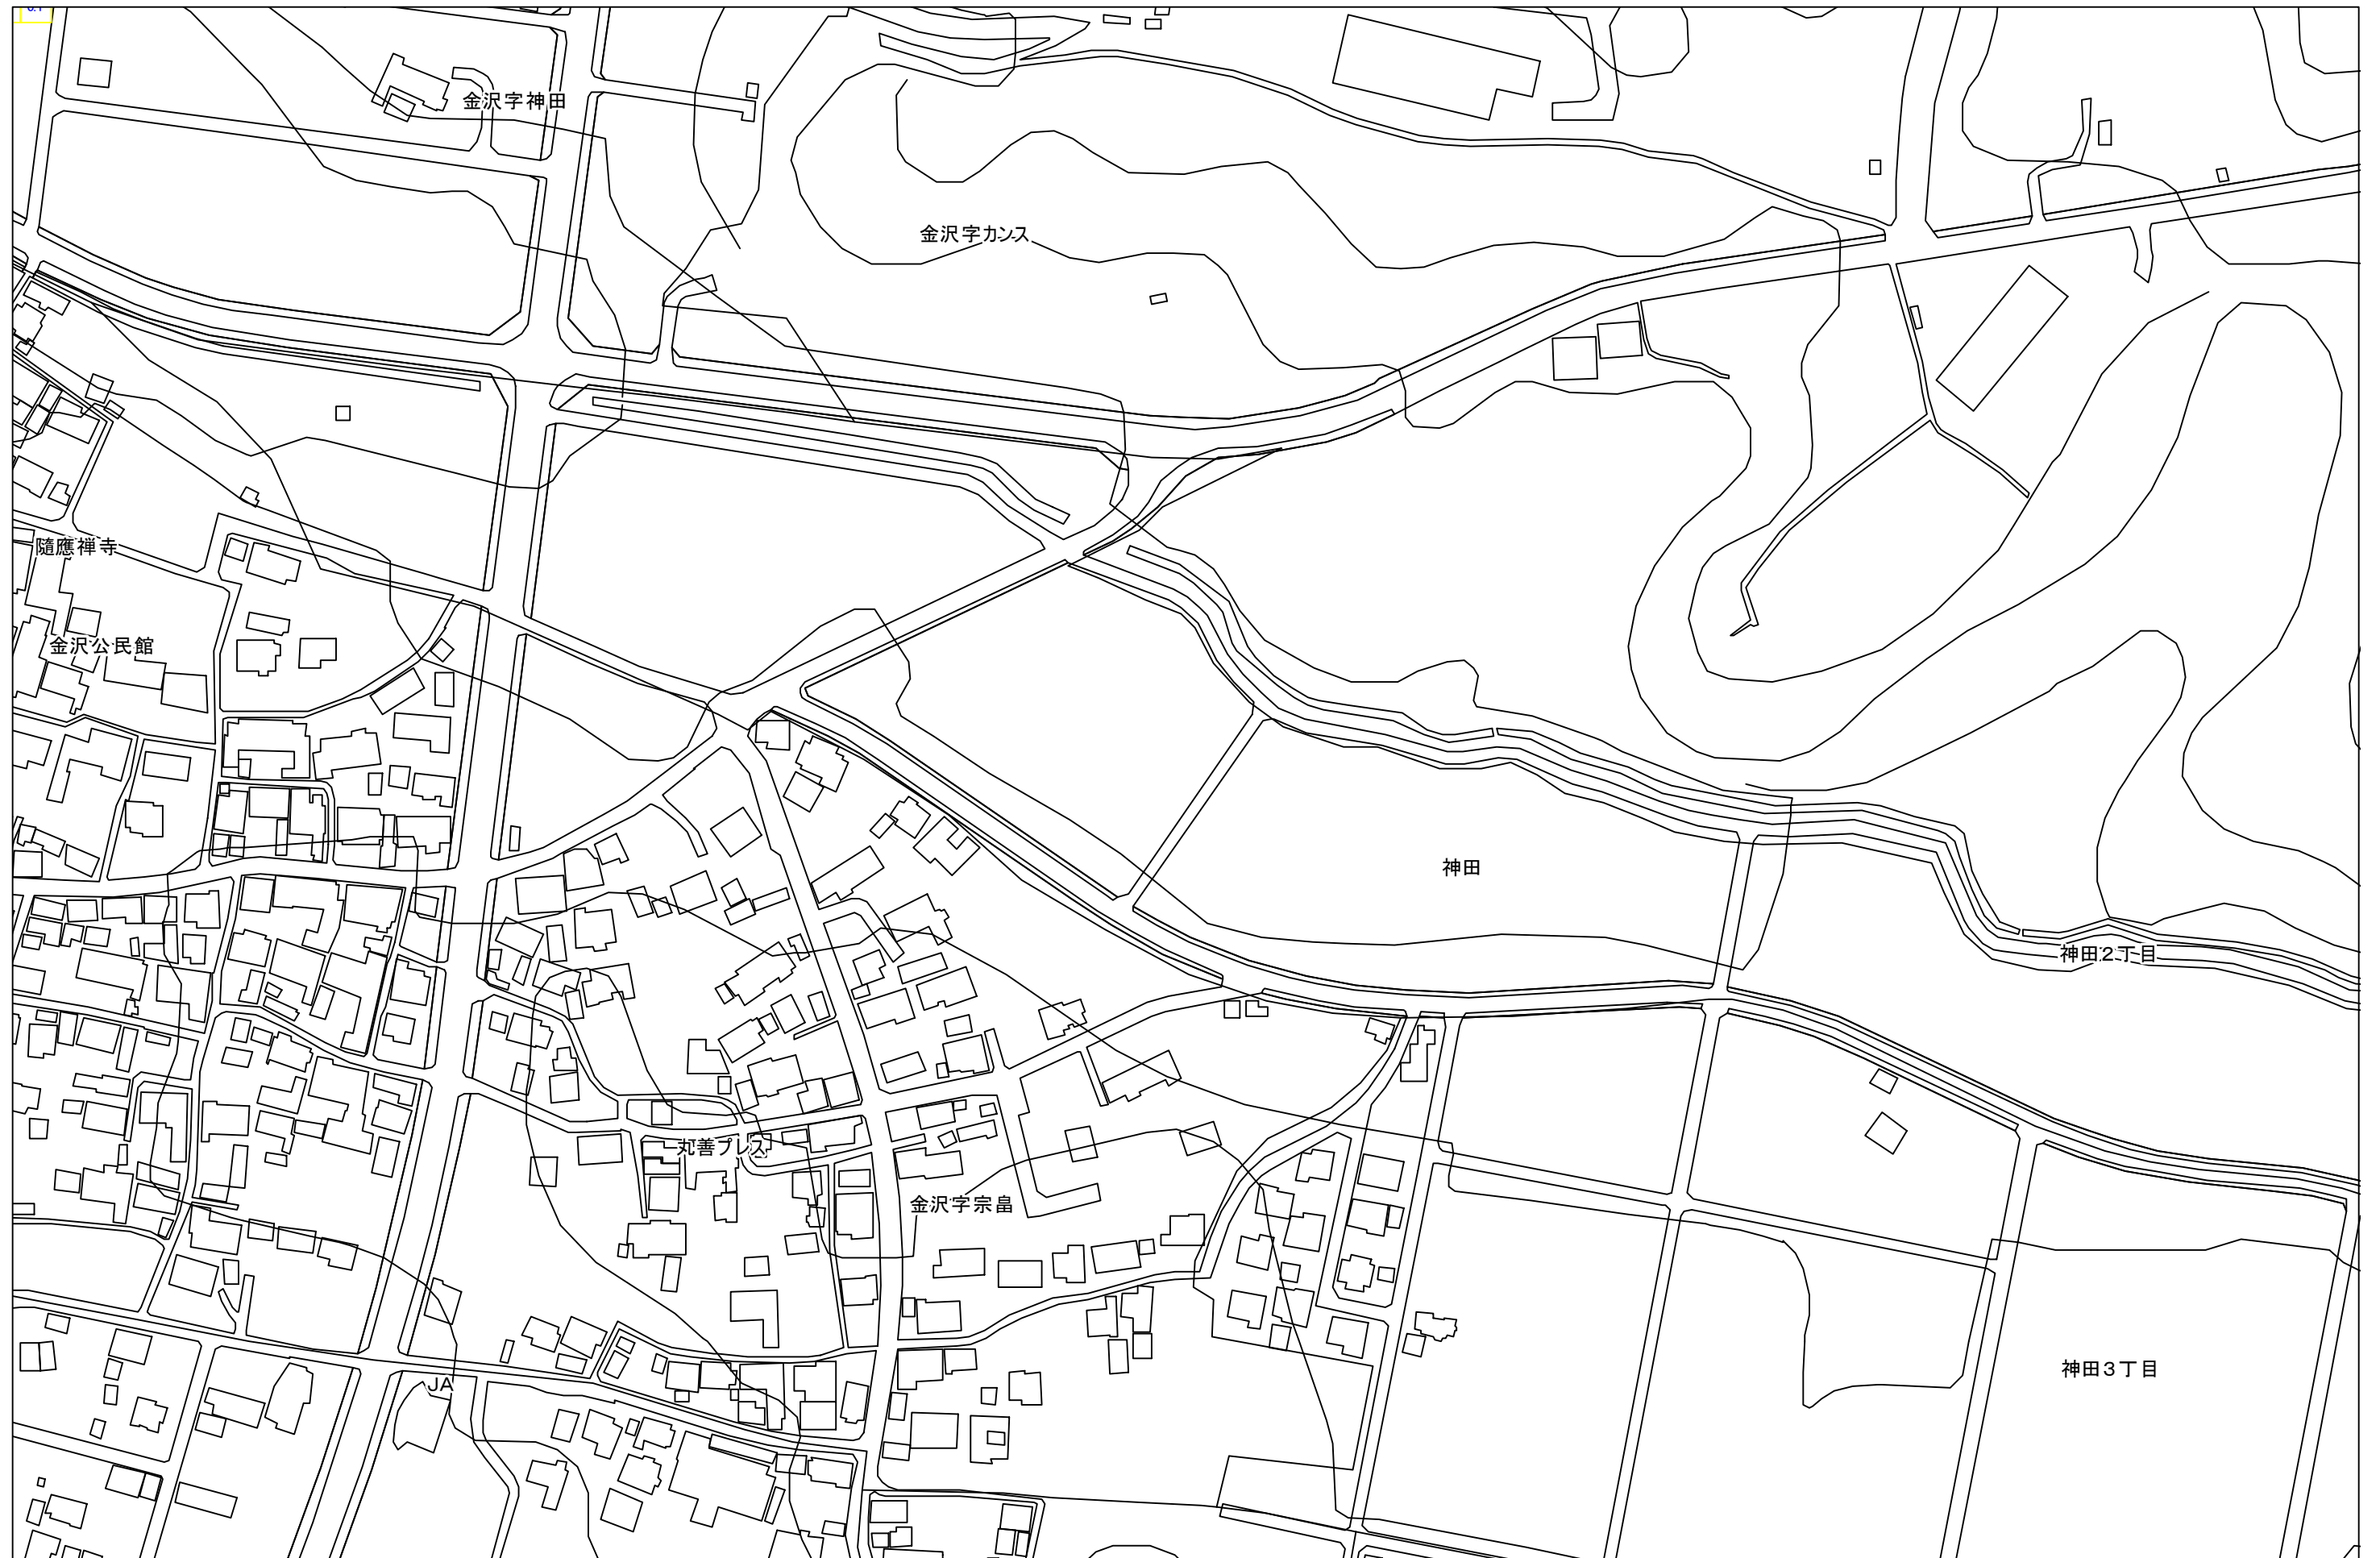 金沢字神田
金沢字カンス
隨應禅寺
金沢公民館
神田
神田2丁目
丸善プレス
金沢字宗畠
神田3丁目
JA